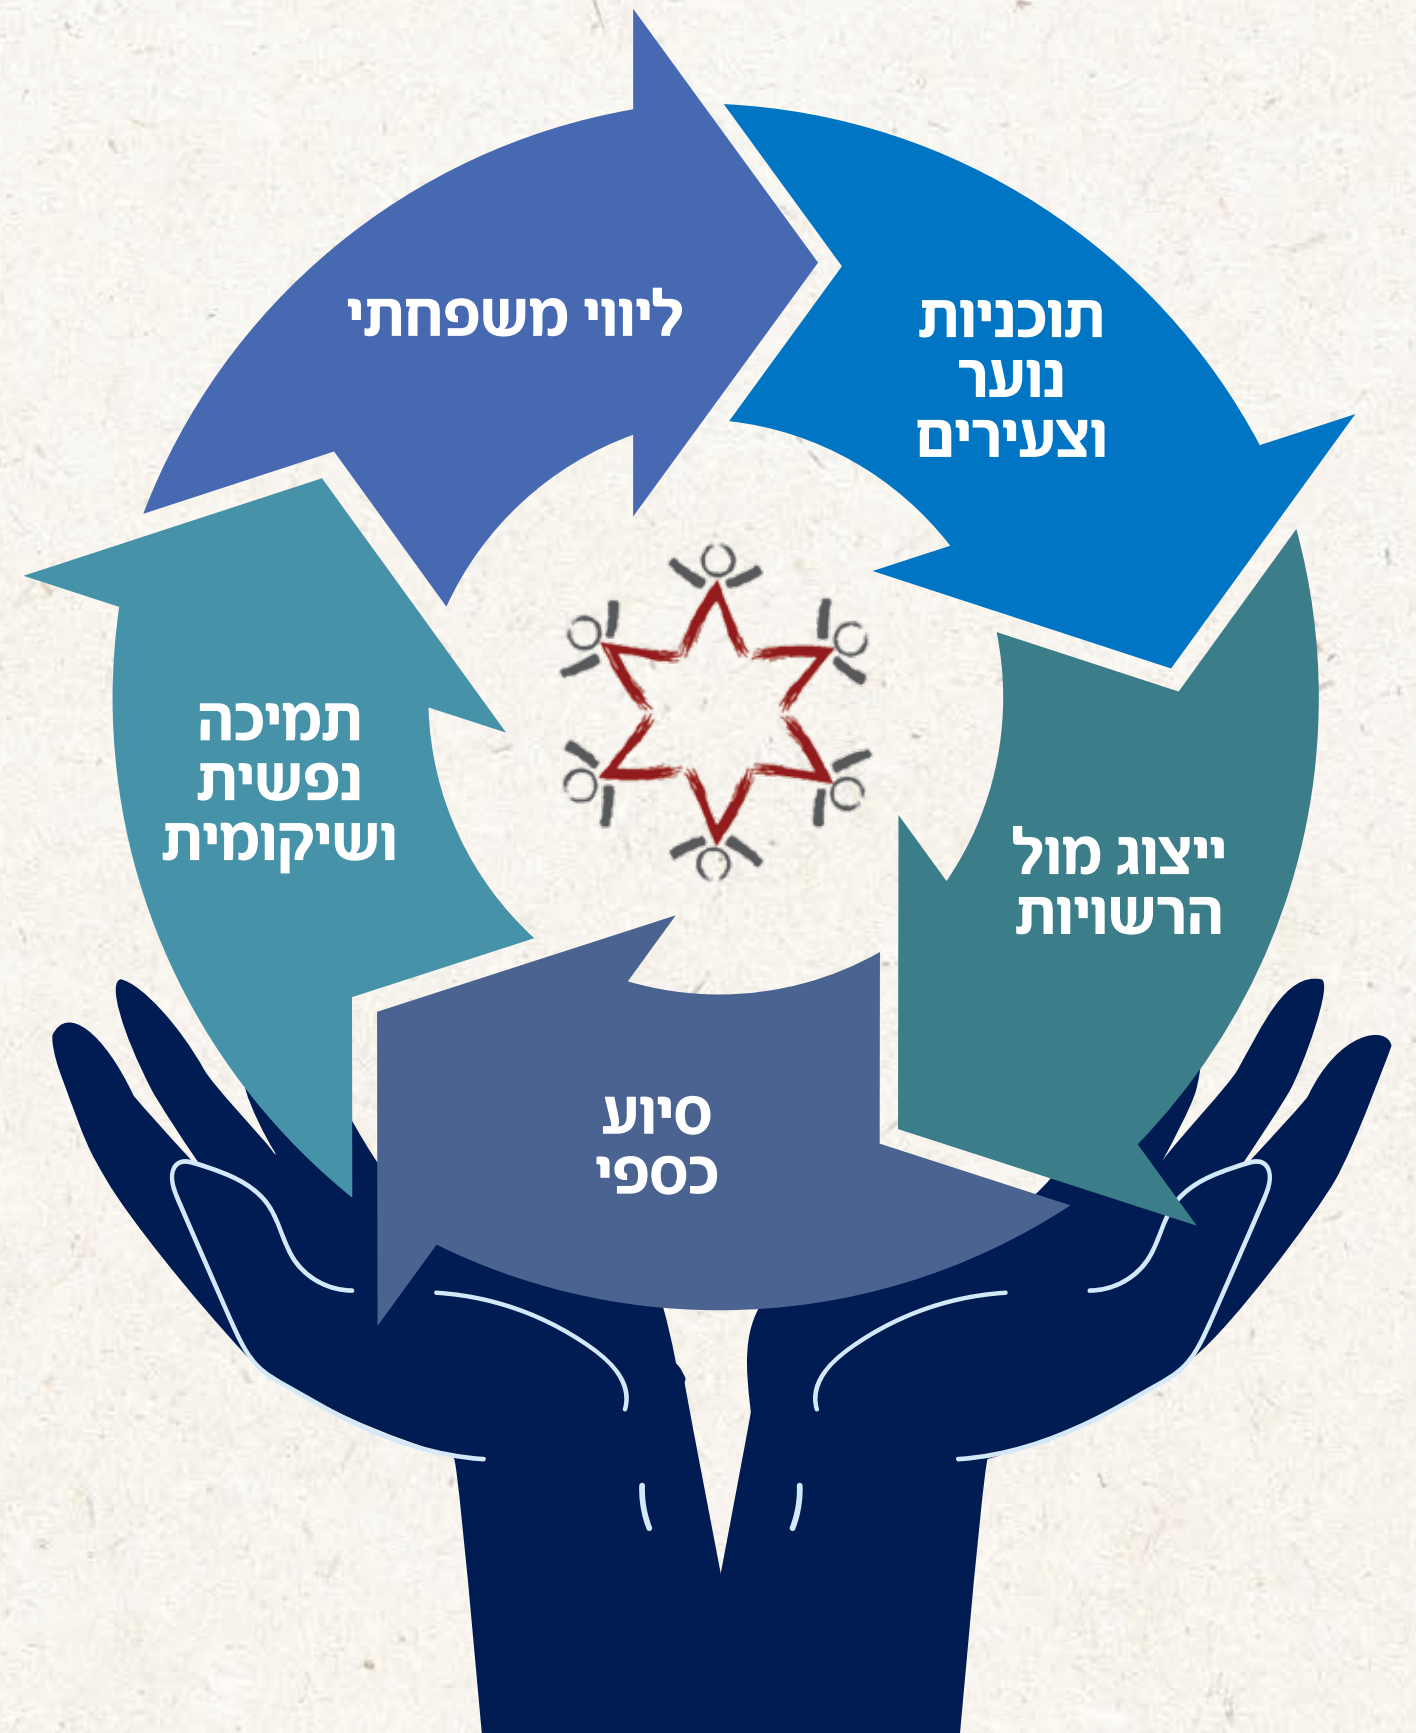 ליווי משפחתי
תוכניות
נוער
וצעירים
ייצוג מול
הרשויות
סיוע
כספי
תמיכה
נפשית
ושיקומית